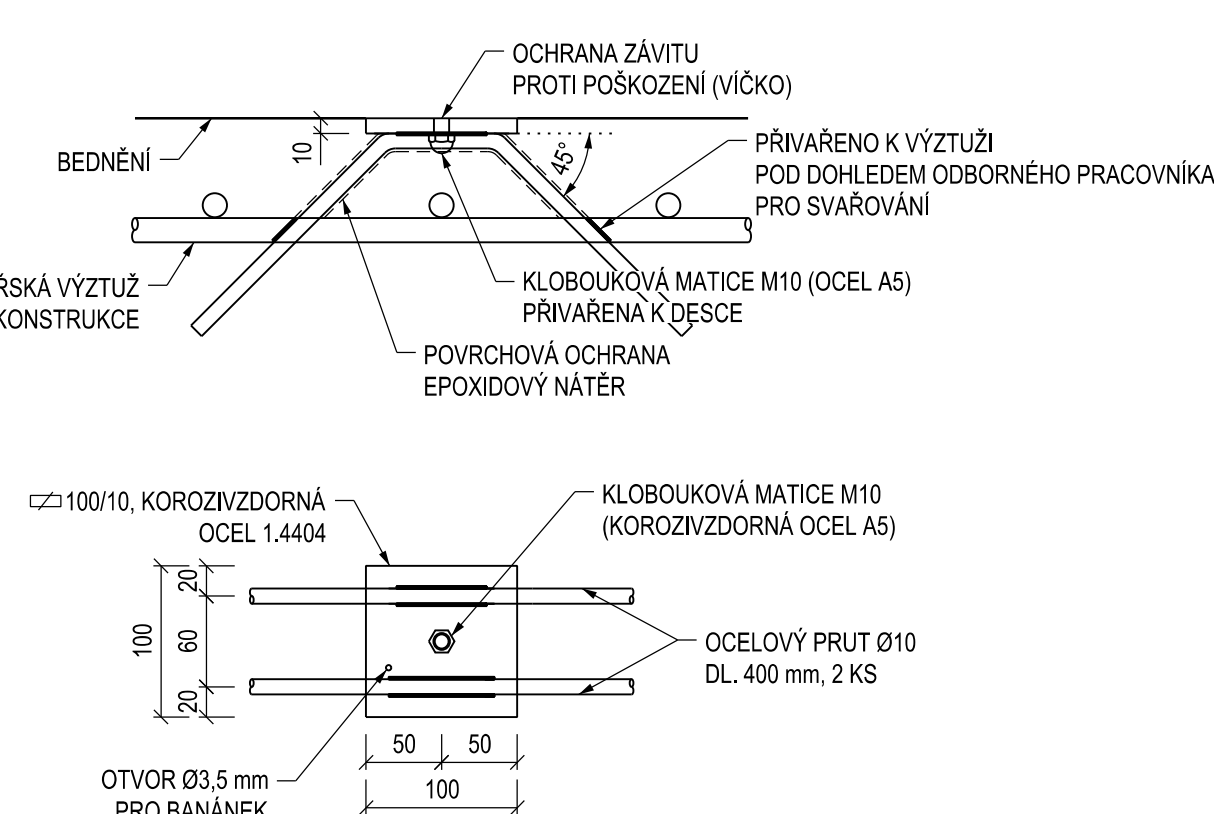 OCHRANA ZÁVITU
PROTI POŠKOZENÍ (VÍČKO)
BEDNĚNÍ
10
45°
PŘIVAŘENO K VÝZTUŽI
POD DOHLEDEM ODBORNÉHO PRACOVNÍKA
PRO SVAŘOVÁNÍ
VÝZTUŽ
KONSTRUKCE
KLOBOUKOVÁ MATICE M10 (OCEL A5)
PŘIVAŘENA K DESCE
POVRCHOVÁ OCHRANA
EPOXIDOVÝ NÁTĚR
100/10, KOROZIVZDORNÁ
OCEL 1.4404
KLOBOUKOVÁ MATICE M10
(KOROZIVZDORNÁ OCEL A5)
20
100
60
20
OCELOVÝ PRUT Ø10
DL. 400 mm, 2 KS
50 50
100
OTVOR Ø3,5 mm
PRO BANÁNEK